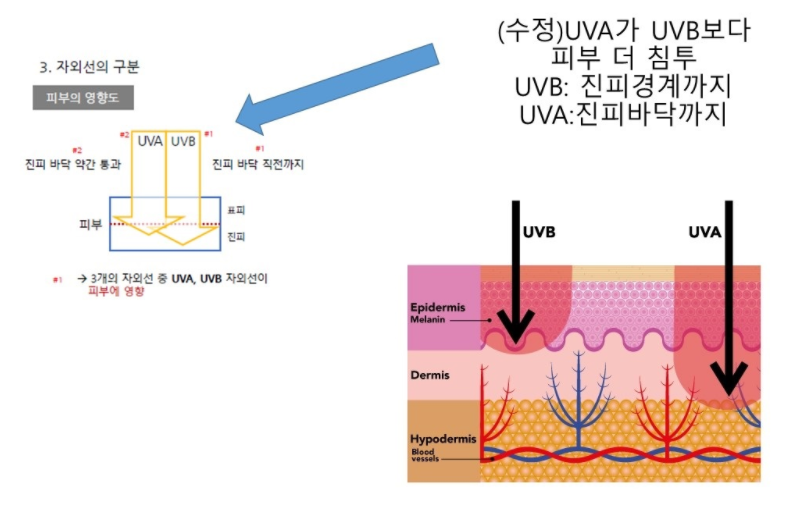 (수정)UVA가 UVB보다
피부 더 침투
UVB: 진피경계까지
UVA:진피바닥까지
3. 자외선의 구분
피부의 영향도
#2 UVA UVB #1
#2
진피 바닥 약간 통과
#1
진피 바닥 직전까지
피부
표피
진피
#1 → 3개의 자외선 중 UVA, UVB 자외선이
피부에 영향
UVB
UVA
Epidermis
Melanin
Dermis
Hypodermis
Blood
vessels